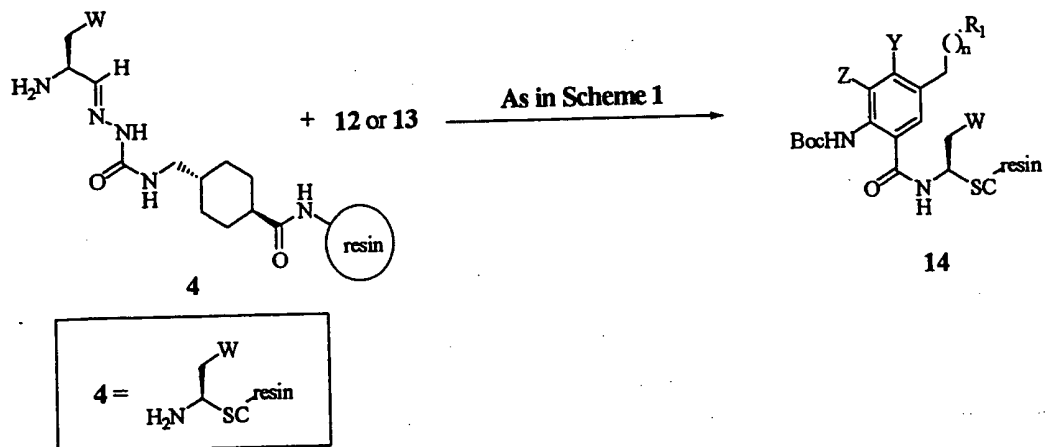 W
H₂N
H
N
NH
O
N
H
H
N
O
resin
4
+ 12 or 13
As in Scheme 1
R₁
( )n
Y
Z
BocHN
W
O
N
H
SC
resin
14
4 =
W
H₂N
SC
resin